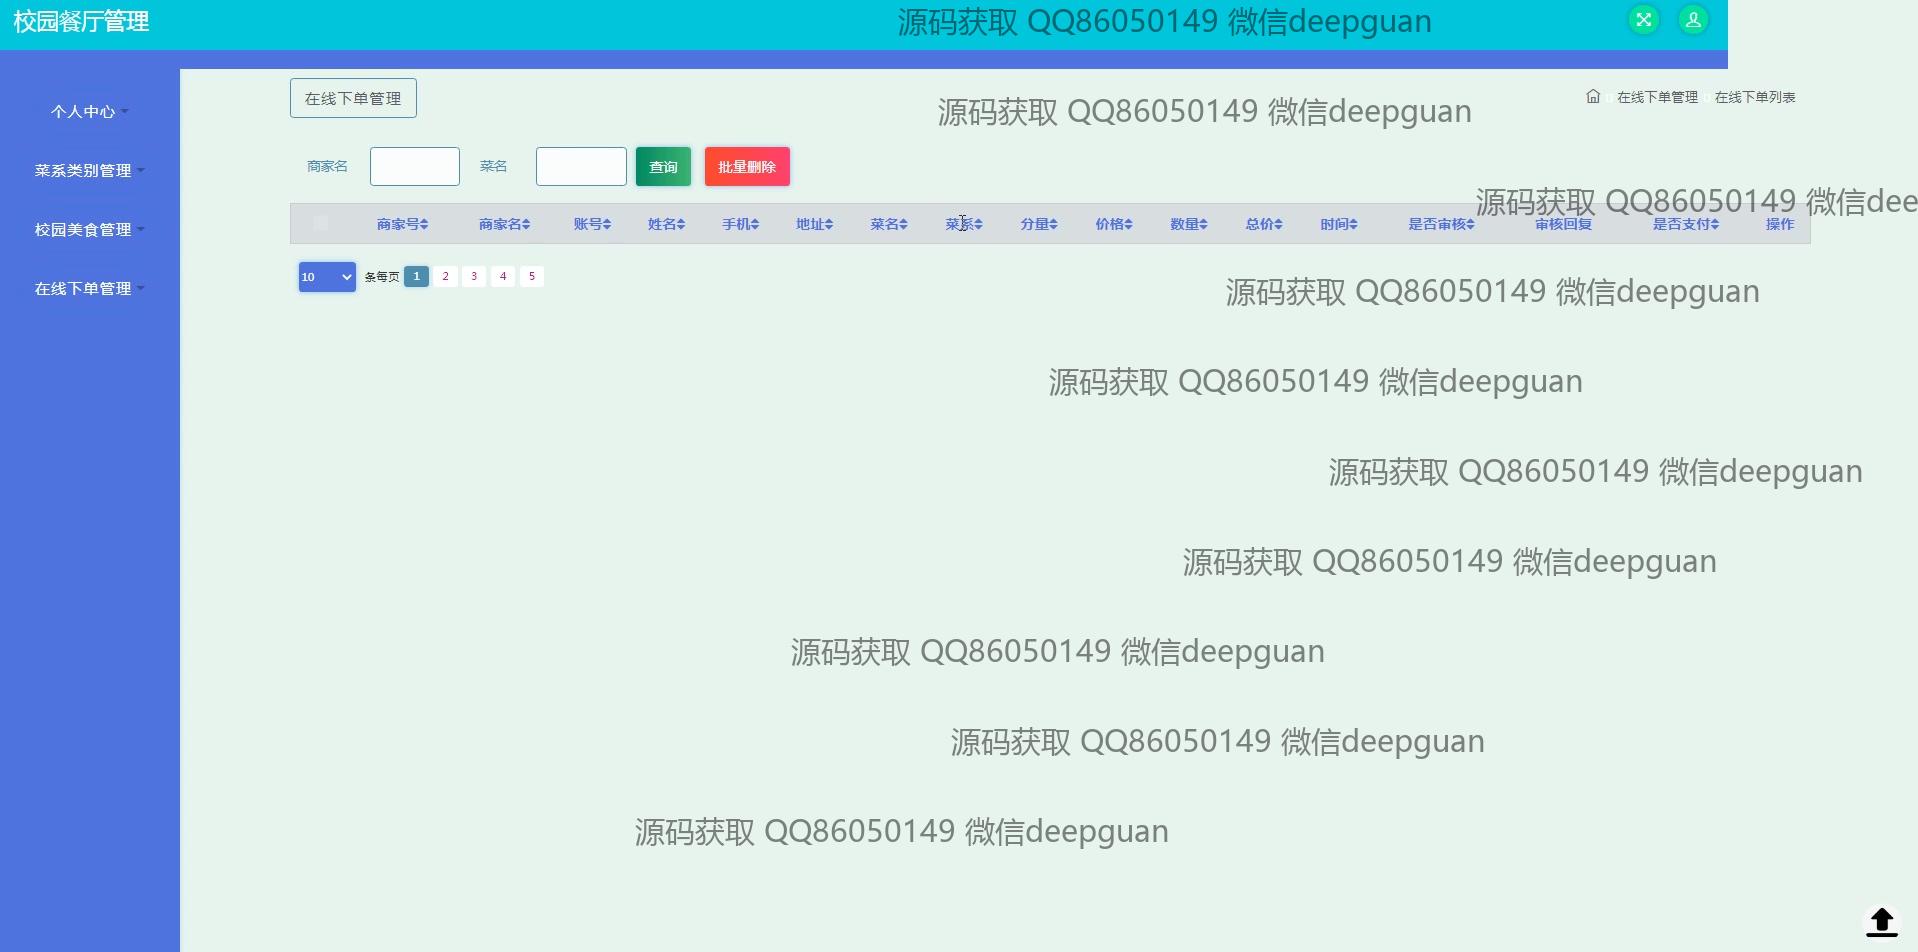 校园餐厅管理
源码获取 QQ86050149 微信deepguan
个人中心
菜系类别管理
校园美食管理
在线下单管理
在线下单管理
源码获取 QQ86050149 微信deepguan
在线下单管理 在线下单列表
商家名 菜名 查询 批量删除
源码获取 QQ86050149 微信dee
商家号 商家名 账号 姓名 手机 地址 菜名 菜系 分量 价格 数量 总价 时间 是否审核 审核回复 是否支付 操作
10 条每页 1 2 3 4 5
源码获取 QQ86050149 微信deepguan
源码获取 QQ86050149 微信deepguan
源码获取 QQ86050149 微信deepguan
源码获取 QQ86050149 微信deepguan
源码获取 QQ86050149 微信deepguan
源码获取 QQ86050149 微信deepguan
源码获取 QQ86050149 微信deepguan